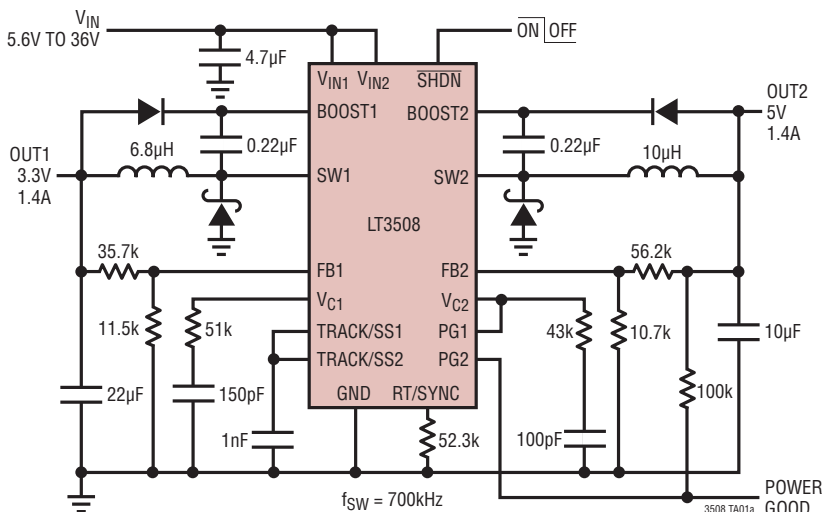 VIN
5.6V TO 36V
ON OFF
4.7µF
VIN1 VIN2 SHDN
BOOST1 BOOST2
OUT2
5V
1.4A
0.22µF 0.22µF
6.8µH 10µH
OUT1
3.3V
1.4A
SW1 SW2
LT3508
35.7k 56.2k
FB1 FB2
VC1 VC2
11.5k 51k 43k 10.7k 10µF
TRACK/SS1 PG1
TRACK/SS2 PG2
22µF 150pF GND RT/SYNC 100k
1nF 52.3k 100pF
fSW = 700kHz
POWER
GOOD
3508 TA01a